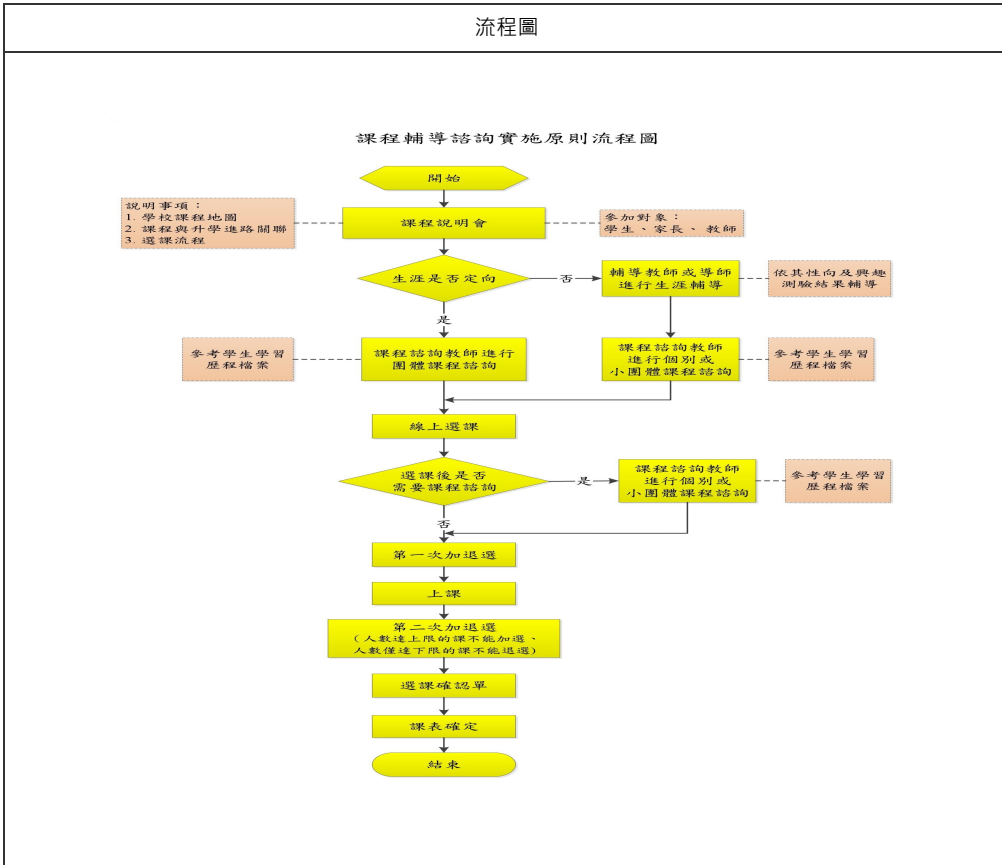 流程圖
課程輔導諮詢實施原則流程圖
開始
說明事項：
1. 學校課程地圖
2. 課程與升學進路關聯
3. 選課流程
課程說明會
參加對象：
學生、家長、教師
生涯是否定向
否
輔導教師或導師
進行生涯輔導
依其性向及興趣
測驗結果輔導
是
參考學生學習
歷程檔案
課程諮詢教師進行
團體課程諮詢
課程諮詢教師
進行個別或
小團體課程諮詢
參考學生學習
歷程檔案
線上選課
選課後是否
需要課程諮詢
是
課程諮詢教師
進行個別或
小團體課程諮詢
參考學生學習
歷程檔案
否
第一次加退選
上課
第二次加退選
（人數達上限的課不能加選、
人數僅達下限的課不能退選）
選課確認單
課表確定
結束